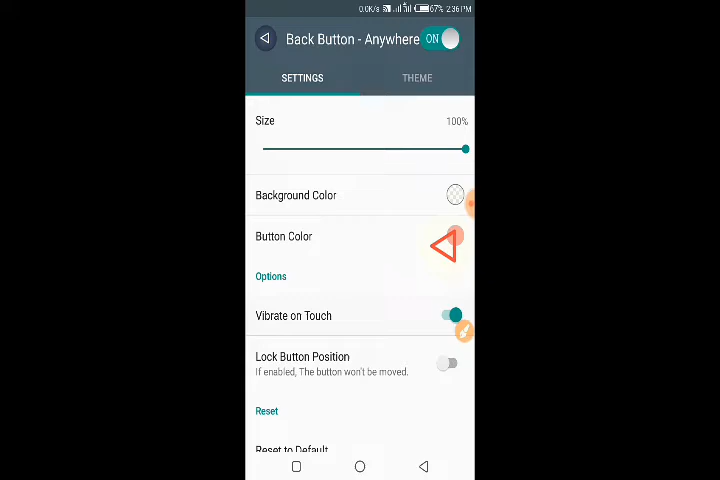 0.0K/s 67% 2:36 PM
Back Button - Anywhere ON
SETTINGS THEME
Size 100%
Background Color
Button Color
Options
Vibrate on Touch
Lock Button Position
If enabled, The button won't be moved.
Reset
Reset to Default